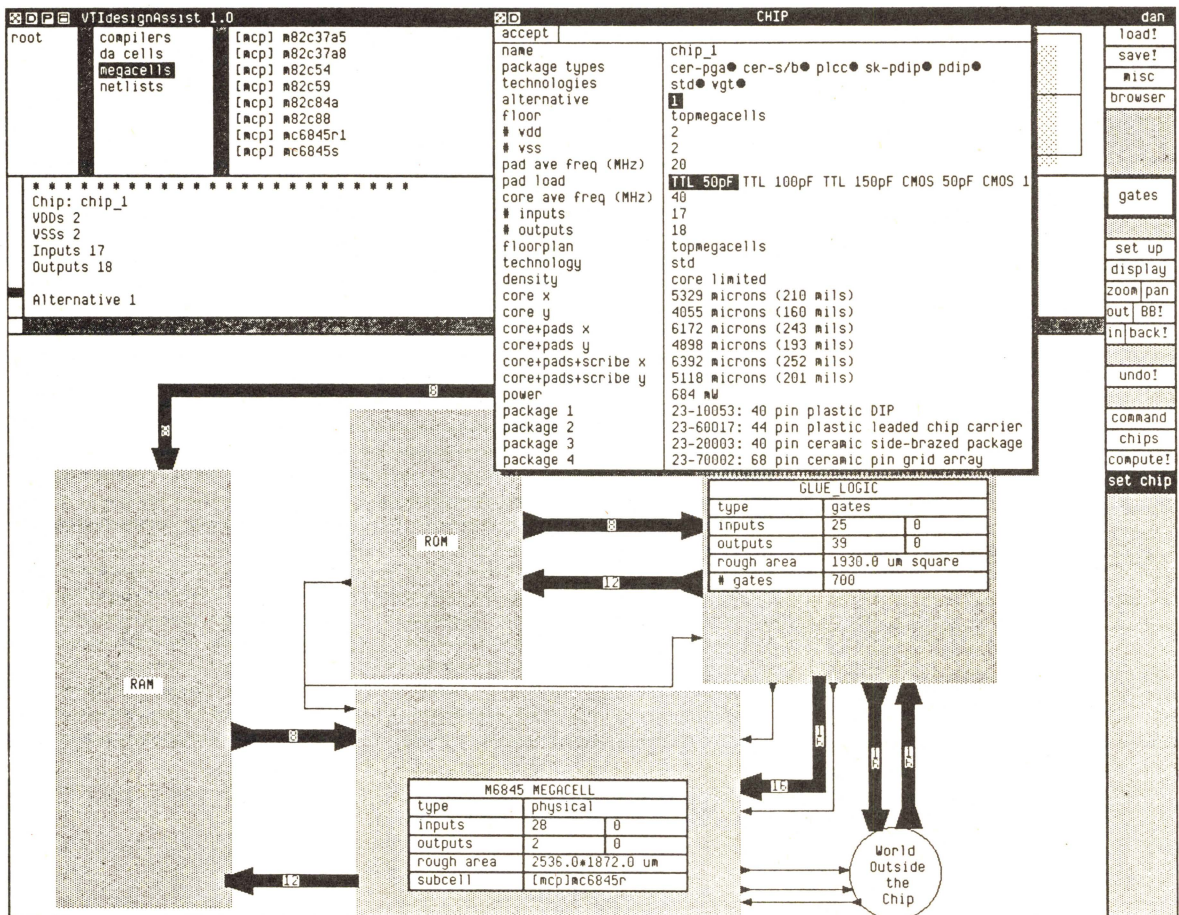 VTIdesignAssist 1.0
root
compilers
da cells
megacells
netlists
[mcp] m82c37a5
[mcp] m82c37a8
[mcp] m82c54
[mcp] m82c59
[mcp] m82c84a
[mcp] m82c88
[mcp] mc6845r1
[mcp] mc6845s
* * * * * * * * * * * * * * * * * * * * * * * *
Chip: chip_1
VDDs 2
VSSs 2
Inputs 17
Outputs 18
Alternative 1
CHIP
accept
name chip_1
package types cer-pga● cer-s/b● plcc● sk-pdip● pdip●
technologies std● vgt●
alternative 1
floor topmegacells
# vdd 2
# vss 2
pad ave freq (MHz) 20
pad load TTL 50pF TTL 100pF TTL 150pF CMOS 50pF CMOS 1
core ave freq (MHz) 40
# inputs 17
# outputs 18
floorplan topmegacells
technology std
density core limited
core x 5329 microns (210 mils)
core y 4055 microns (160 mils)
core+pads x 6172 microns (243 mils)
core+pads y 4898 microns (193 mils)
core+pads+scribe x 6392 microns (252 mils)
core+pads+scribe y 5118 microns (201 mils)
power 684 mW
package 1 23-10053: 40 pin plastic DIP
package 2 23-60017: 44 pin plastic leaded chip carrier
package 3 23-20003: 40 pin ceramic side-brazed package
package 4 23-70002: 68 pin ceramic pin grid array
dan
load!
save!
misc
browser
gates
set up
display
zoom pan
out BB!
in back!
undo!
command
chips
compute!
set chip
8
8
RAM
ROM
8
12
GLUE_LOGIC
type gates
inputs 25 0
outputs 39 0
rough area 1930.0 um square
# gates 700
8
16
12
M6845 MEGACELL
type physical
inputs 28 0
outputs 2 0
rough area 2536.0*1872.0 um
subcell [mcp]mc6845r
World
Outside
the
Chip